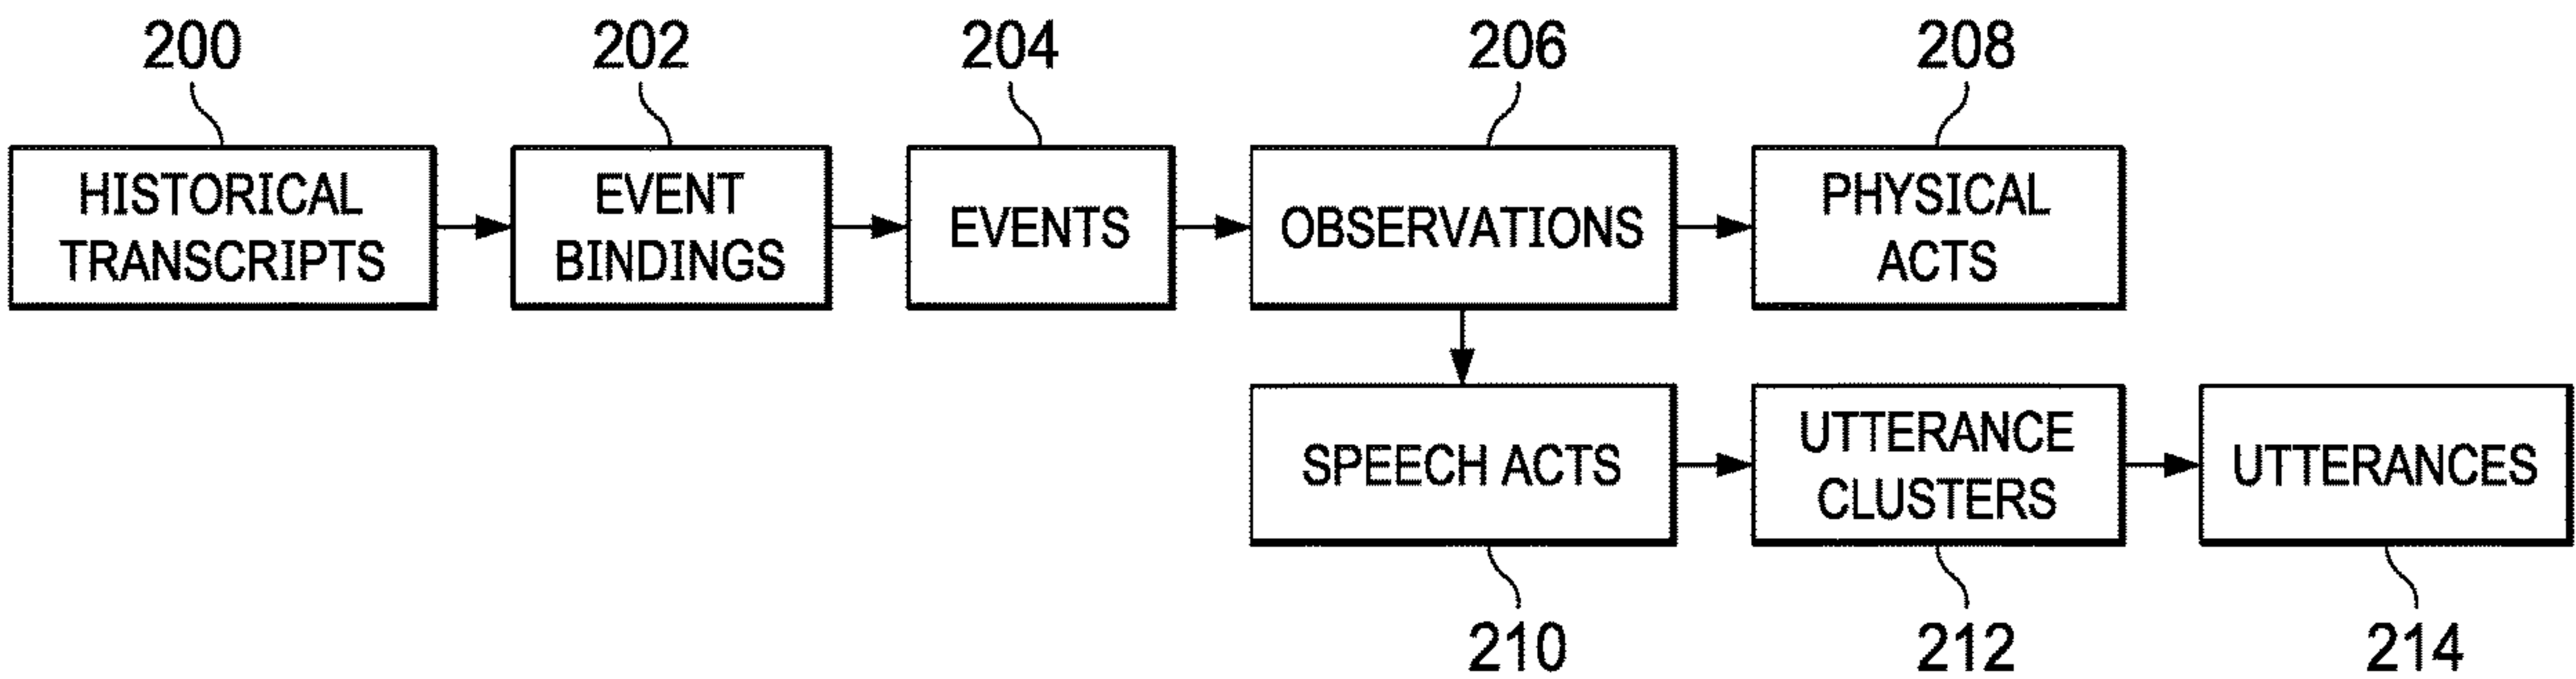 200
202
204
206
208
HISTORICAL
TRANSCRIPTS
EVENT
BINDINGS
EVENTS
OBSERVATIONS
PHYSICAL
ACTS
SPEECH ACTS
UTTERANCE
CLUSTERS
UTTERANCES
210
212
214